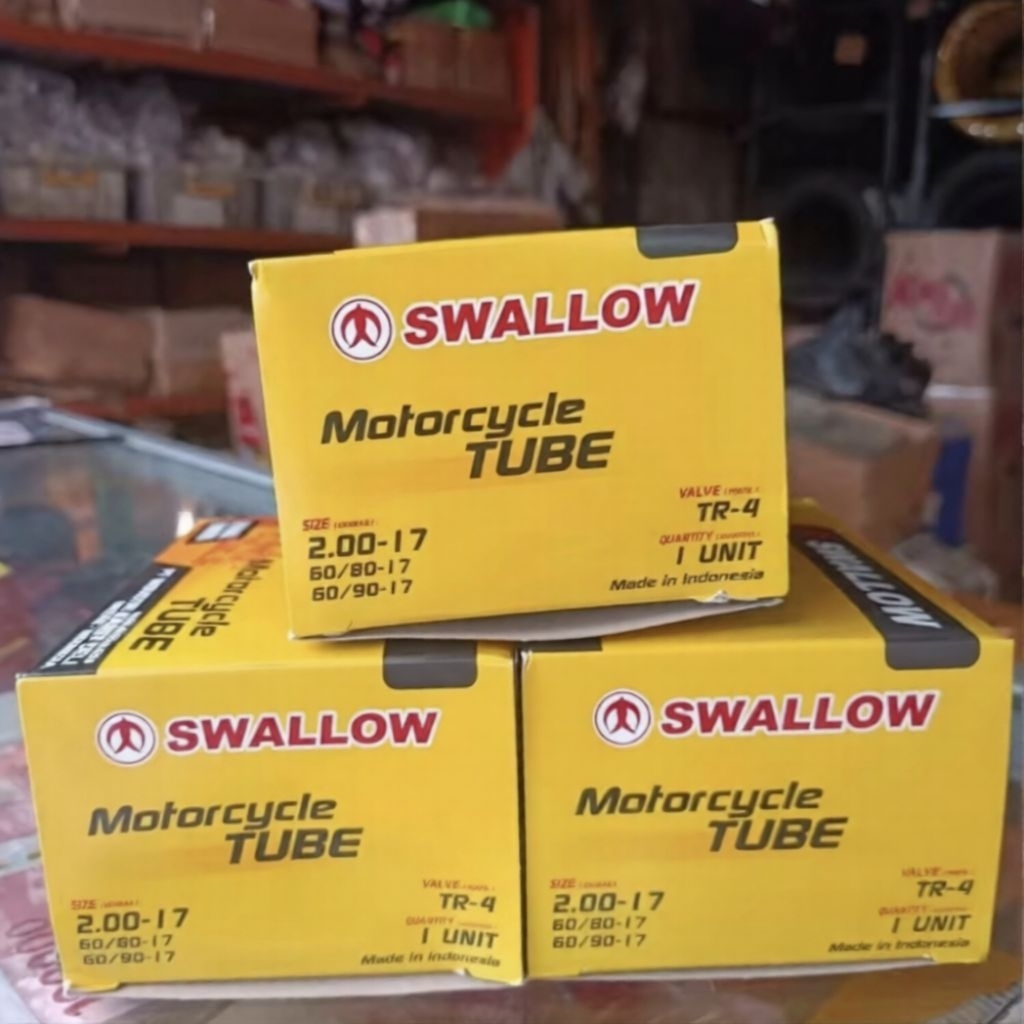 SWALLOW
Motorcycle
TUBE
SIZE
2.00-17
60/80-17
60/90-17
VALVE
TR-4
QUANTITY
1 UNIT
Made in Indonesia
Motorcycle
TUBE
SWALLOW
Motorcycle
TUBE
SIZE
2.00-17
60/80-17
60/90-17
VALVE
TR-4
QUANTITY
1 UNIT
Made in Indonesia
SWALLOW
SWALLOW
Motorcycle
TUBE
SIZE
2.00-17
60/80-17
60/90-17
VALVE
TR-4
QUANTITY
1 UNIT
Made in Indonesia